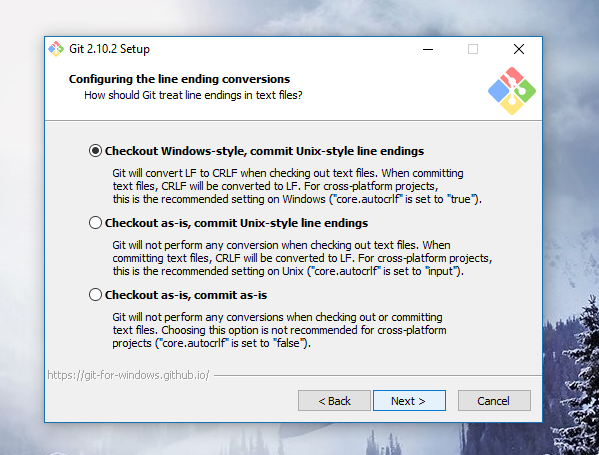 Git 2.10.2 Setup
Configuring the line ending conversions
How should Git treat line endings in text files?
Checkout Windows-style, commit Unix-style line endings
Git will convert LF to CRLF when checking out text files. When committing
text files, CRLF will be converted to LF. For cross-platform projects,
this is the recommended setting on Windows ("core.autocrlf" is set to "true").
Checkout as-is, commit Unix-style line endings
Git will not perform any conversion when checking out text files. When
committing text files, CRLF will be converted to LF. For cross-platform projects,
this is the recommended setting on Unix ("core.autocrlf" is set to "input").
Checkout as-is, commit as-is
Git will not perform any conversions when checking out or committing
text files. Choosing this option is not recommended for cross-platform
projects ("core.autocrlf" is set to "false").
https://git-for-windows.github.io/
< Back
Next >
Cancel